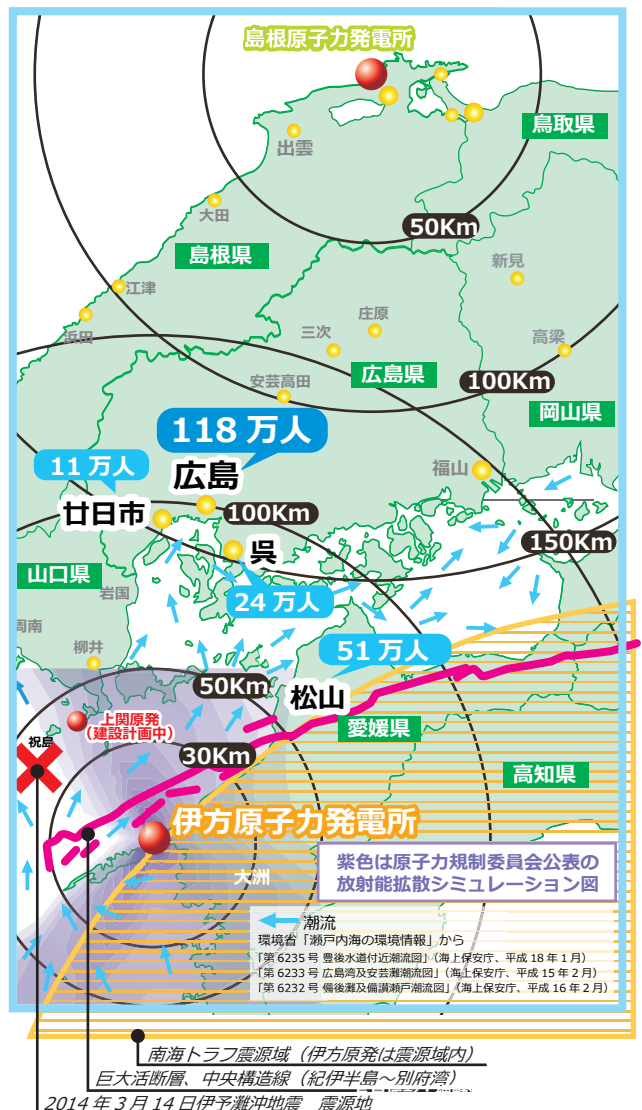 島根原子力発電所
鳥取県
出雲
大田
50Km
島根県
新見
江津
庄原
浜田
三次
高梁
広島県
安芸高田
100Km
岡山県
118 万人
11 万人
広島
福山
廿日市
100Km
150Km
呉
山口県
岩国
24 万人
周南
柳井
51 万人
50Km
松山
上関原発
(建設計画中)
愛媛県
祝島
30Km
高知県
伊方原子力発電所
紫色は原子力規制委員会公表の
放射能拡散シミュレーション図
大洲
潮流
環境省「瀬戸内海の環境情報」から
「第 6235 号 豊後水道付近潮流図」(海上保安庁、平成 18 年 1 月)
「第 6233 号 広島湾及安芸灘潮流図」(海上保安庁、平成 15 年 2 月)
「第 6232 号 備後灘及備讃瀬戸潮流図」(海上保安庁、平成 16 年 2 月)
南海トラフ震源域(伊方原発は震源域内)
巨大活断層、中央構造線(紀伊半島~別府湾)
2014 年 3 月 14 日伊予灘沖地震 震源地